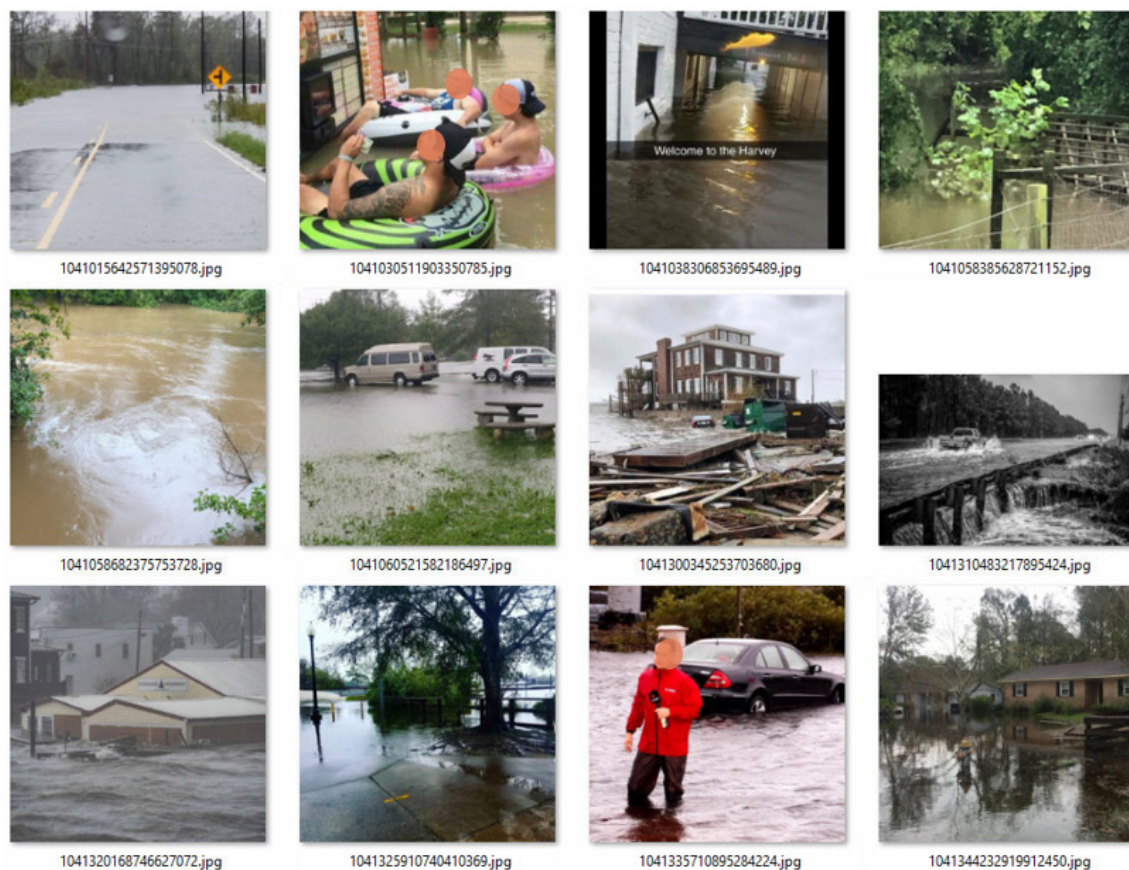 1041015642571395078.jpg
1041030511903350785.jpg
Welcome to the Harvey
1041038306853695489.jpg
1041058385628721152.jpg
1041058682375753728.jpg
1041060521582186497.jpg
1041300345253703680.jpg
1041310483217895424.jpg
1041320168746627072.jpg
1041325910740410369.jpg
1041335710895284224.jpg
1041344232919912450.jpg